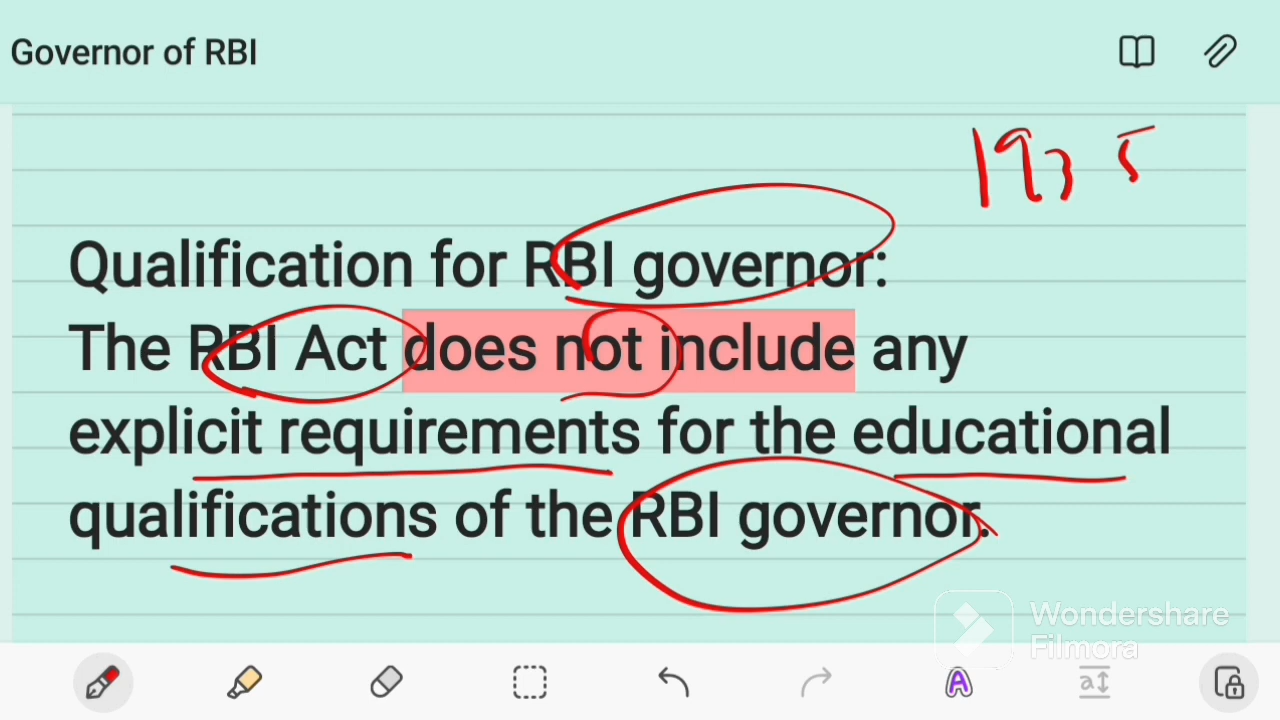 Governor of RBI
1935
Qualification for RBI governor:
The RBI Act does not include any
explicit requirements for the educational
qualifications of the RBI governor.
Wondershare
Filmora
A
a